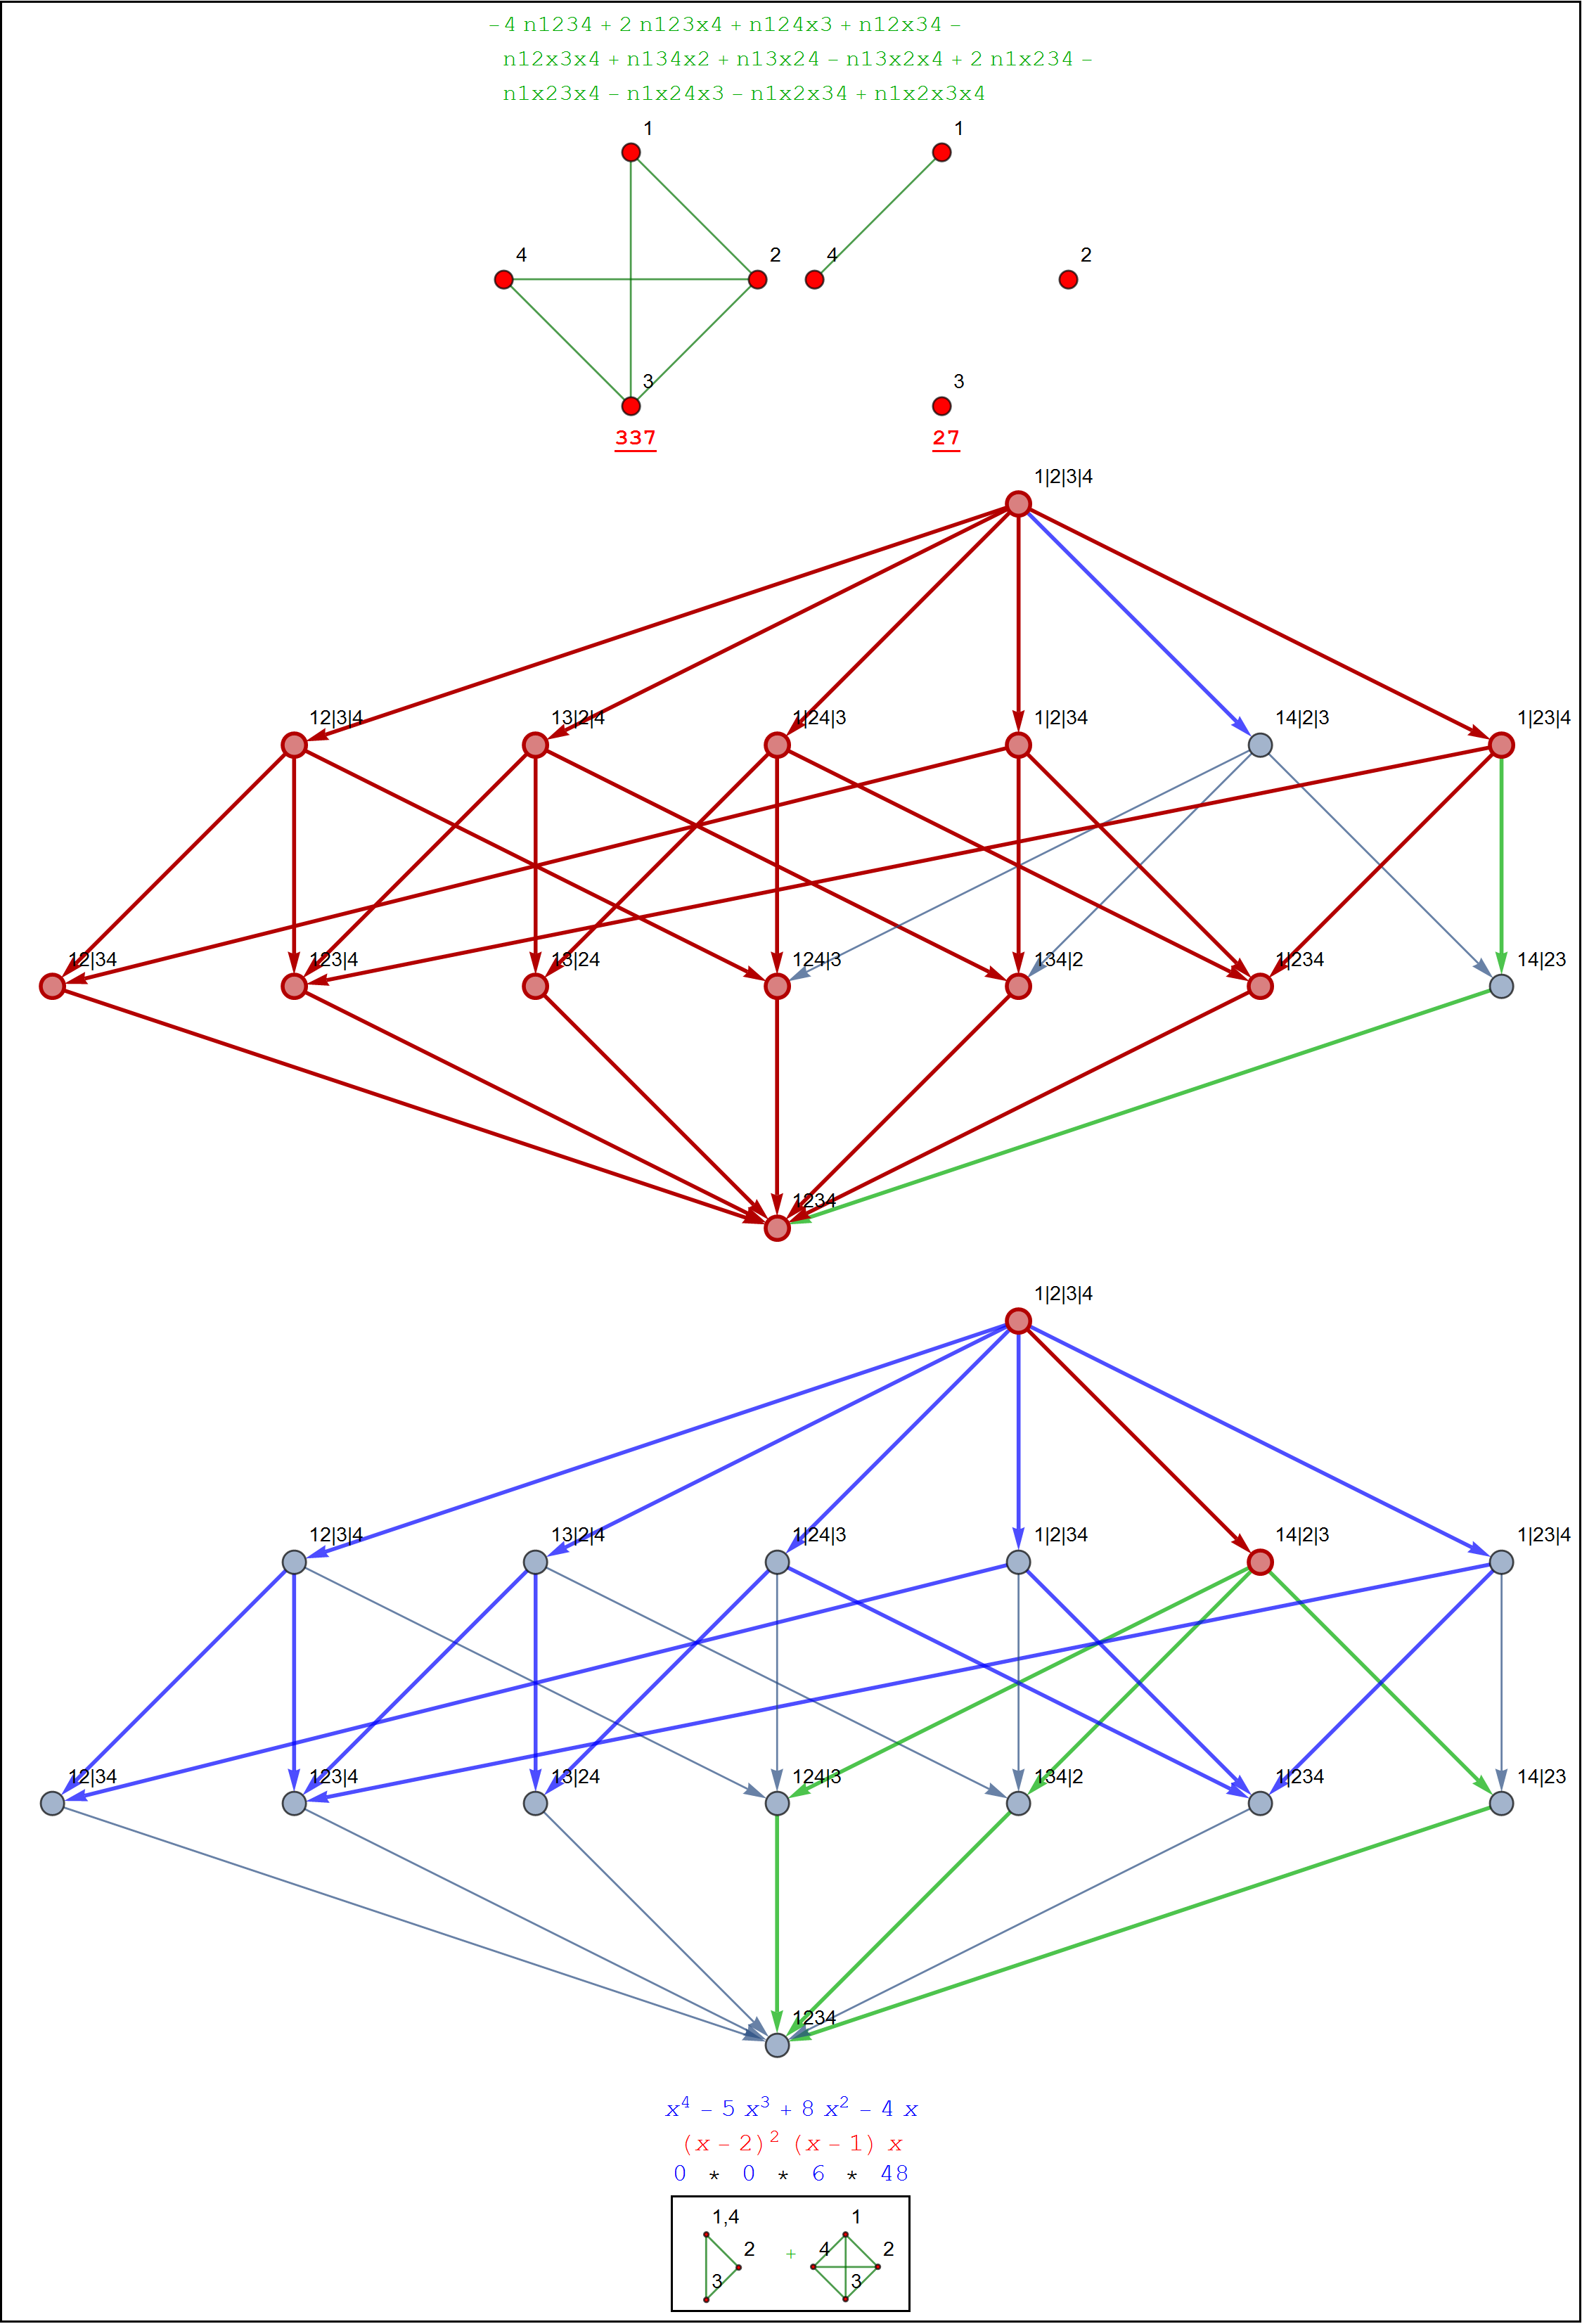 -4 n1234 + 2 n123x4 + n124x3 + n12x34 -
n12x3x4 + n134x2 + n13x24 - n13x2x4 + 2 n1x234 -
n1x23x4 - n1x24x3 - n1x2x34 + n1x2x3x4
1 1
4 2 4 2
3 3
337 27
1|2|3|4
12|3|4 13|2|4 1|24|3 1|2|34 14|2|3 1|23|4
12|34 123|4 13|24 124|3 134|2 1|234 14|23
1234
1|2|3|4
12|3|4 13|2|4 1|24|3 1|2|34 14|2|3 1|23|4
12|34 123|4 13|24 124|3 134|2 1|234 14|23
1234
x⁴ - 5 x³ + 8 x² - 4 x
(x - 2)² (x - 1) x
0 * 0 * 6 * 48
1,4 1
2 + 4 2
3 3